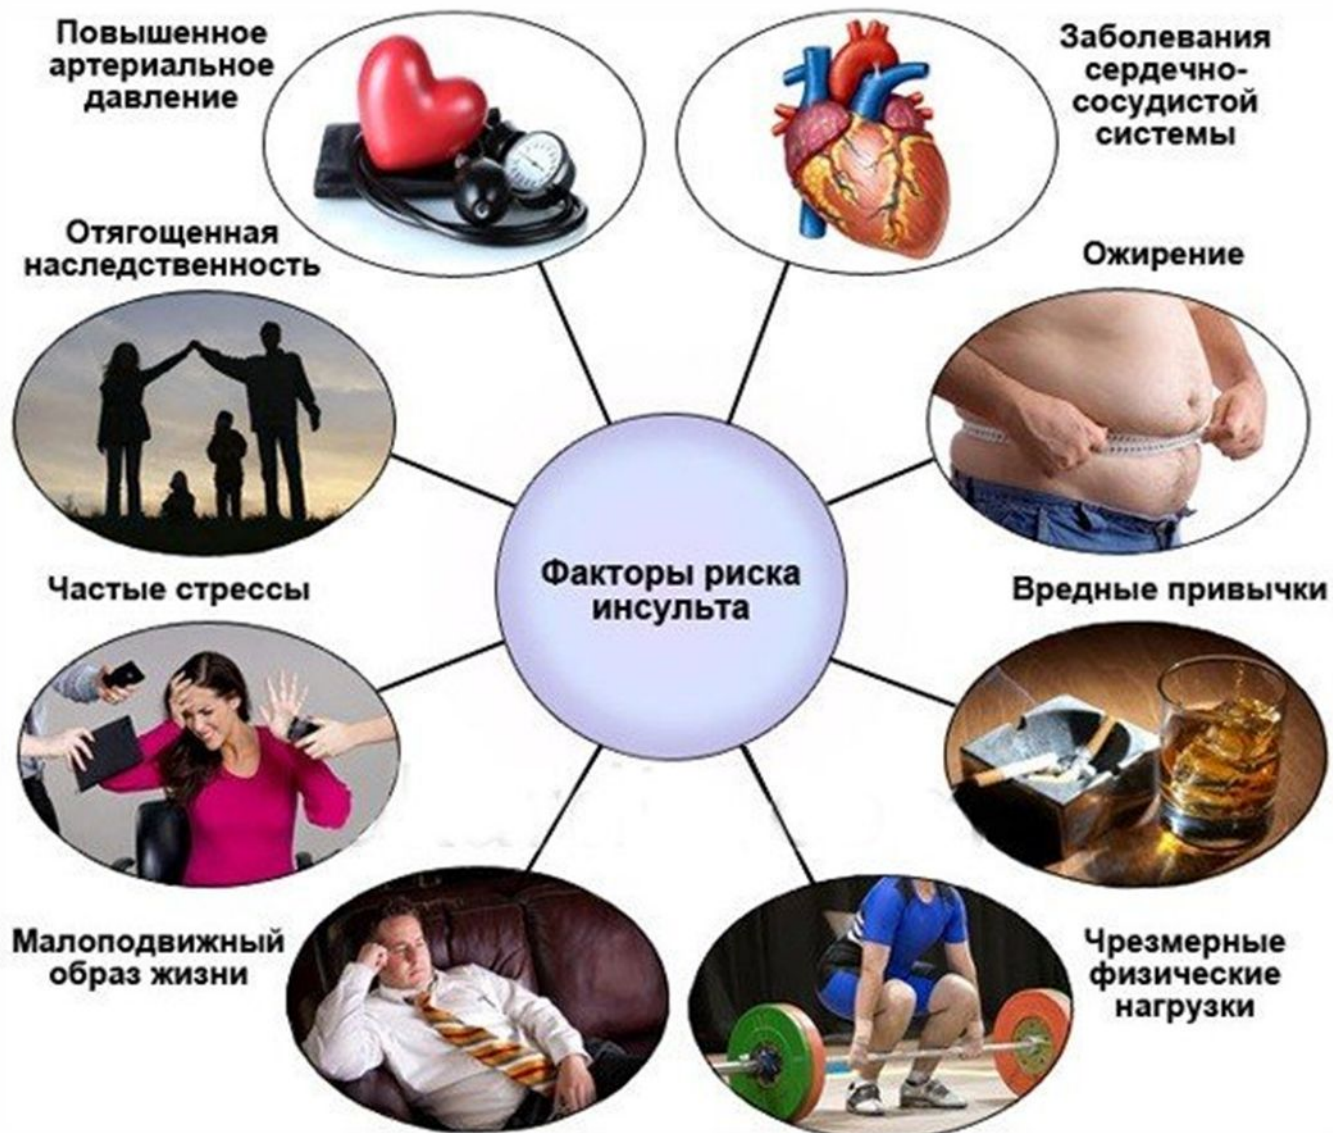 Повышенное
артериальное
давление
Заболевания
сердечно-
сосудистой
системы
Отягощенная
наследственность
Ожирение
Факторы риска
инсульта
Частые стрессы
Вредные привычки
Малоподвижный
образ жизни
Чрезмерные
физические
нагрузки